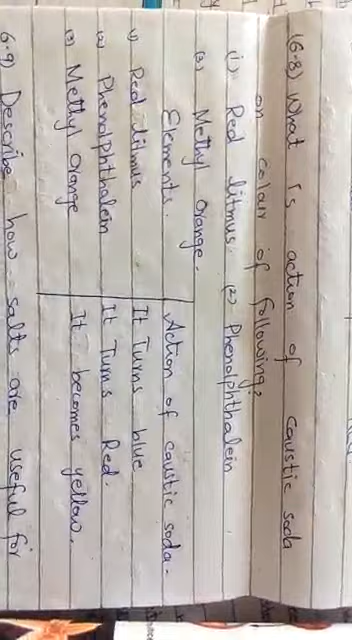 (6.8) What is action of caustic soda
on colour of following?
(1) Red litmus. (2) Phenolphthalein
(3) Methyl orange.
Elements. Action of caustic soda-
(1) Red litmus It Turns blue
(2) Phenolphthalein It Turns Red.
(3) Methyl orange It becomes yellow.
6.9) Describe how salts are useful for